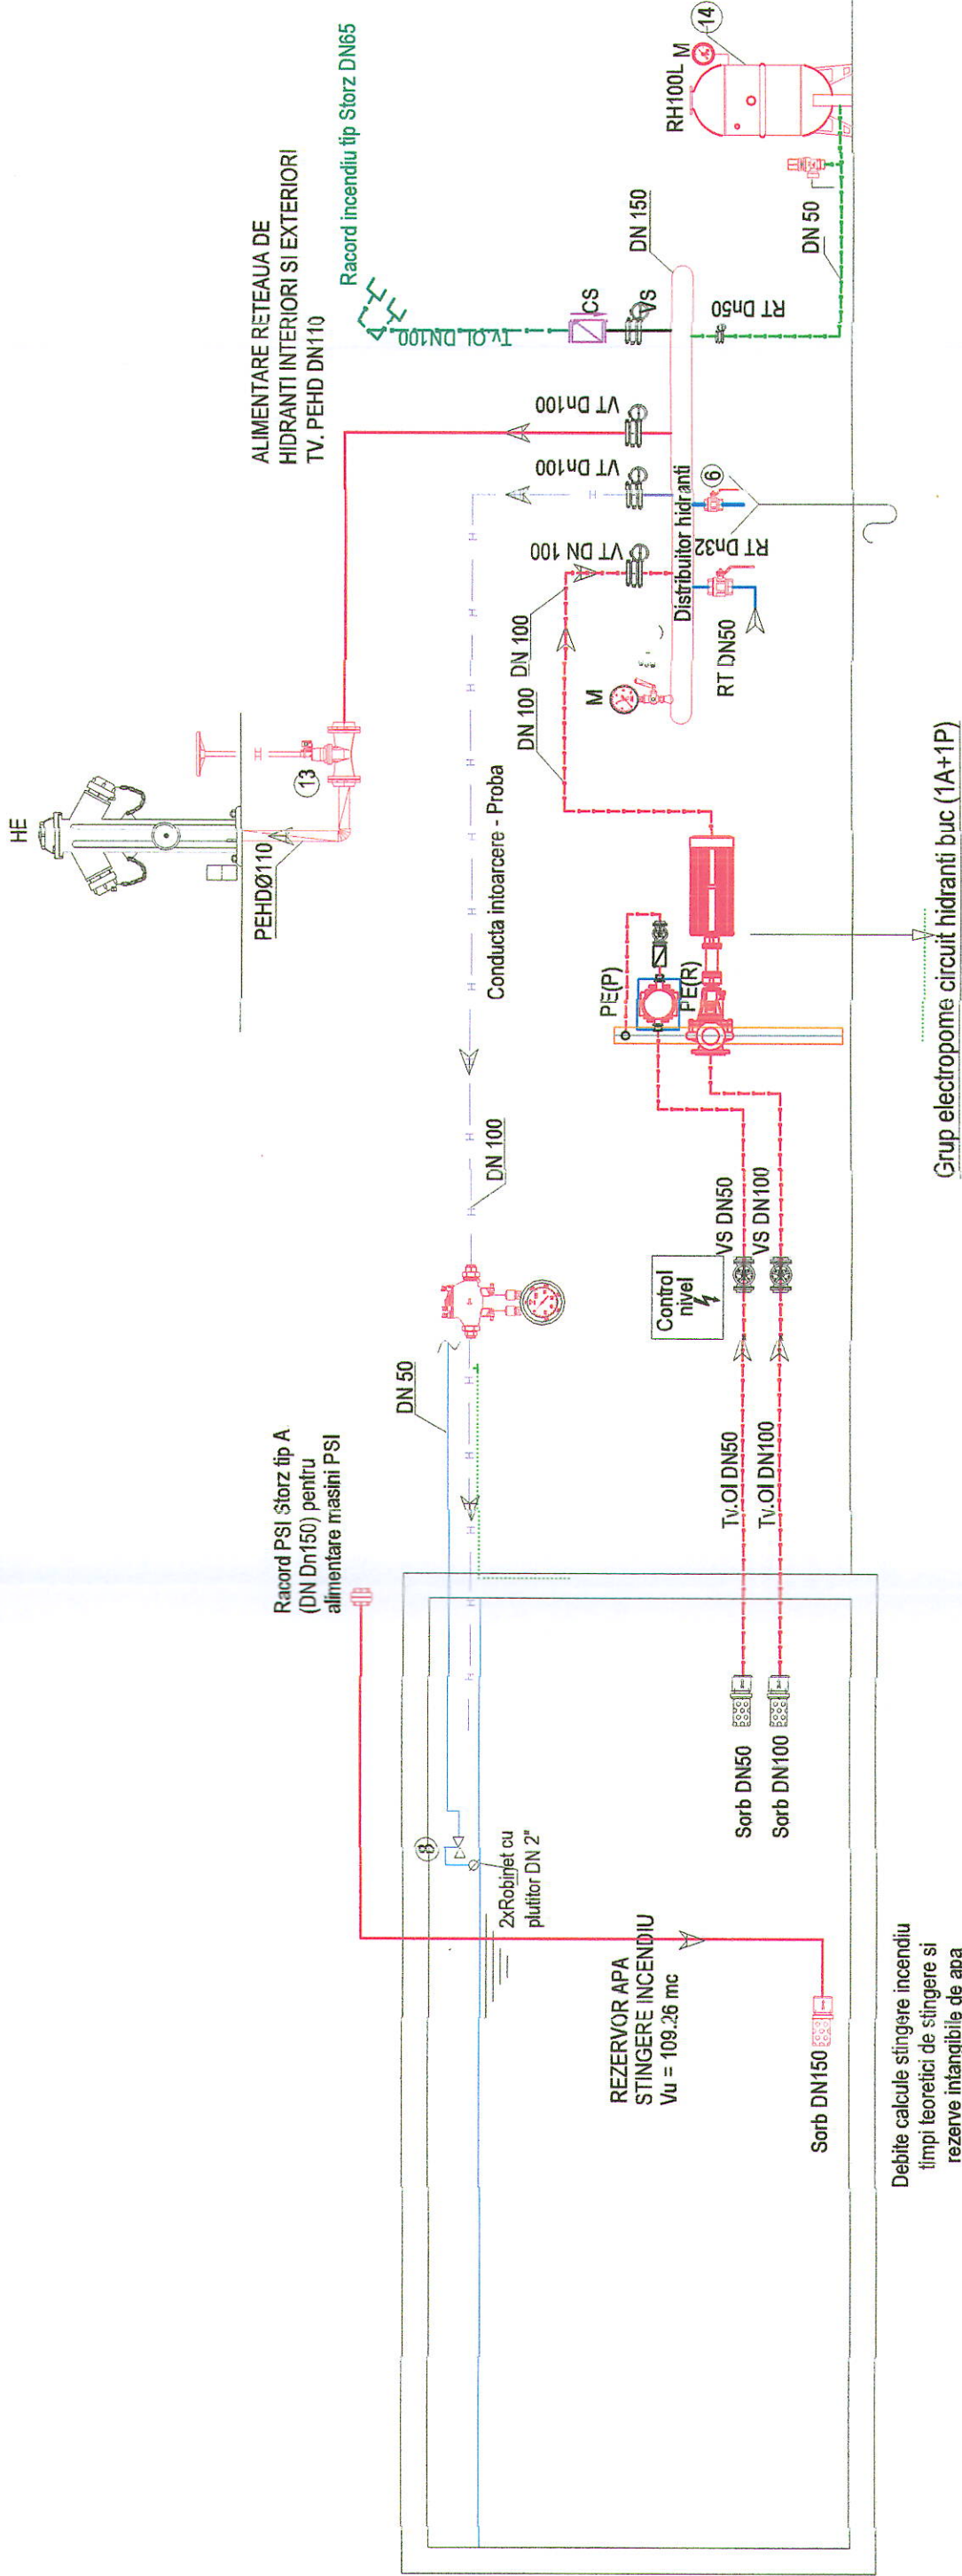 HE
PEHDØ110
13
ALIMENTARE RETEAUA DE
HIDRANTI INTERIORI SI EXTERIORI
TV. PEHD DN110
Racord incendiu tip Storz DN65
Tv.OL DN100
CS
VS
DN 150
RH100L M
14
DN 50
RT Dn50
VT Dn100
VT Dn100
VT DN 100
Distribuitor hidranti
6
RT Dn32
RT DN50
M
DN 100
DN 100
Conducta intoarcere - Proba
DN 100
PE(P)
PE(R)
Grup electropome circuit hidranti buc (1A+1P)
Control
nivel
VS DN50
VS DN100
Tv.Ol DN50
Tv.Ol DN100
DN 50
Racord PSI Storz tip A
(DN Dn150) pentru
alimentare masini PSI
2xRobinet cu
plutitor DN 2"
REZERVOR APA
STINGERE INCENDIU
Vu = 109.26 mc
Sorb DN50
Sorb DN100
Sorb DN150
Debite calcule stingere incendiu
timpi teoretici de stingere si
rezerve intangibile de apa